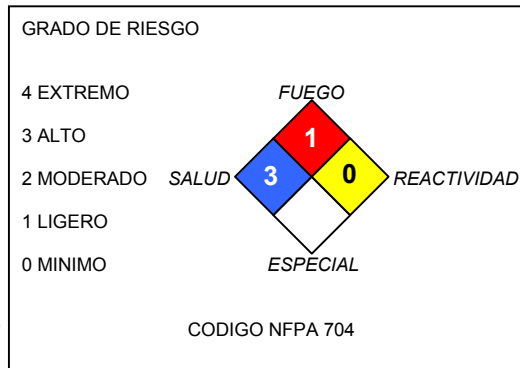 GRADO DE RIESGO
4 EXTREMO
FUEGO
3 ALTO
1
2 MODERADO
SALUD
3
0
REACTIVIDAD
1 LIGERO
0 MINIMO
ESPECIAL
CODIGO NFPA 704